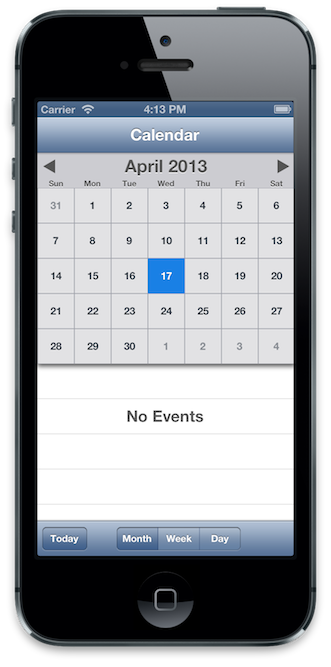 Carrier 4:13 PM
Calendar
April 2013
Sun Mon Tue Wed Thu Fri Sat
31 1 2 3 4 5 6
7 8 9 10 11 12 13
14 15 16 17 18 19 20
21 22 23 24 25 26 27
28 29 30 1 2 3 4
No Events
Today Month Week Day